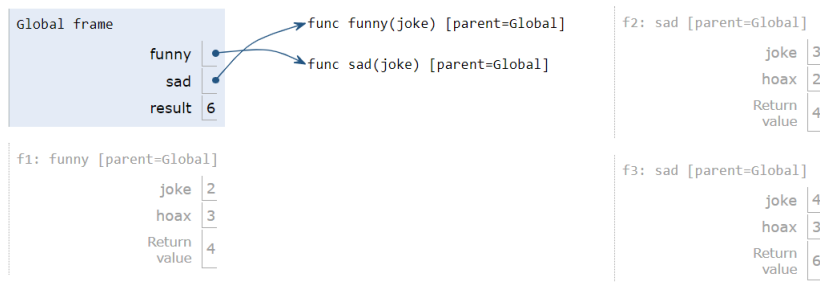 Global frame
funny
sad
result 6
func funny(joke) [parent=Global]
func sad(joke) [parent=Global]
f1: funny [parent=Global]
joke 2
hoax 3
Return
value 4
f2: sad [parent=Global]
joke 3
hoax 2
Return
value 4
f3: sad [parent=Global]
joke 4
hoax 3
Return
value 6